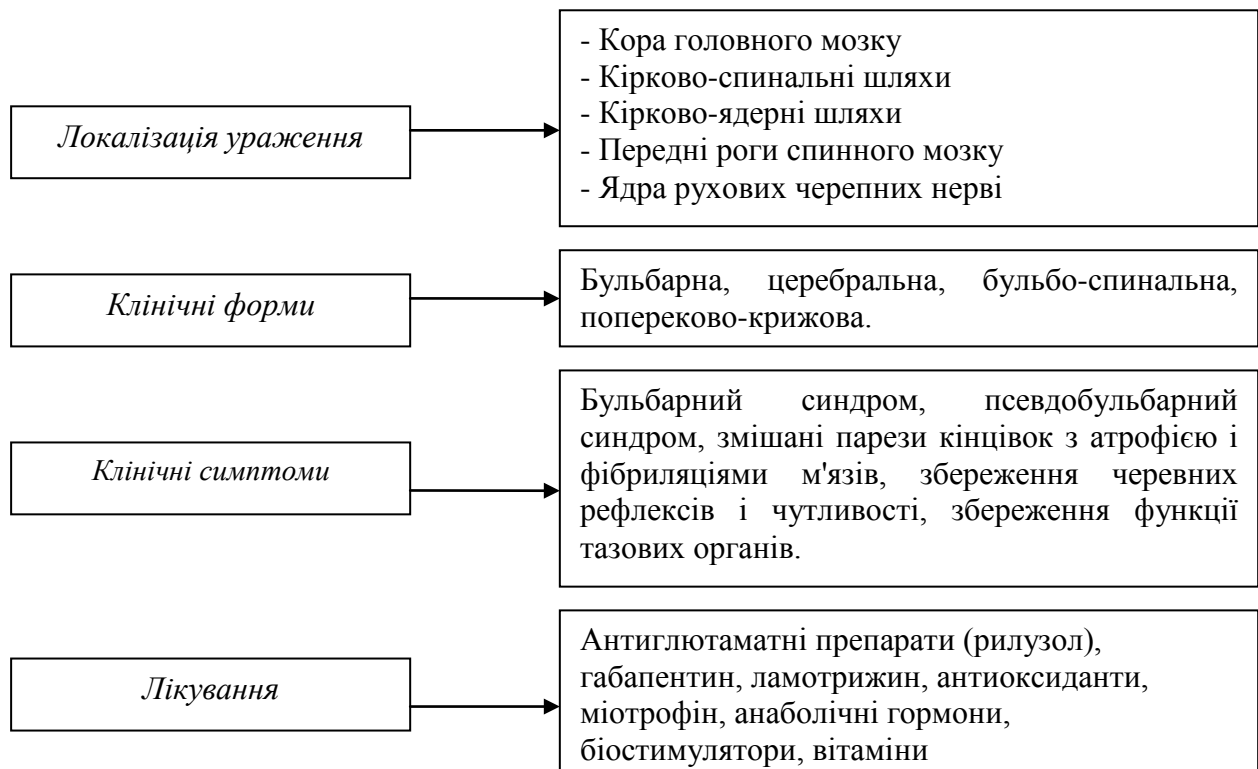 Локалізація ураження
- Кора головного мозку
- Кірково-спинальні шляхи
- Кірково-ядерні шляхи
- Передні роги спинного мозку
- Ядра рухових черепних нерві
Клінічні форми
Бульбарна, церебральна, бульбо-спинальна,
попереково-крижова.
Клінічні симптоми
Бульбарний синдром, псевдобульбарний
синдром, змішані парези кінцівок з атрофією і
фібриляціями м'язів, збереження черевних
рефлексів і чутливості, збереження функції
тазових органів.
Лікування
Антиглютаматні препарати (рилузол),
габапентин, ламотрижин, антиоксиданти,
міотрофін, анаболічні гормони,
біостимулятори, вітаміни